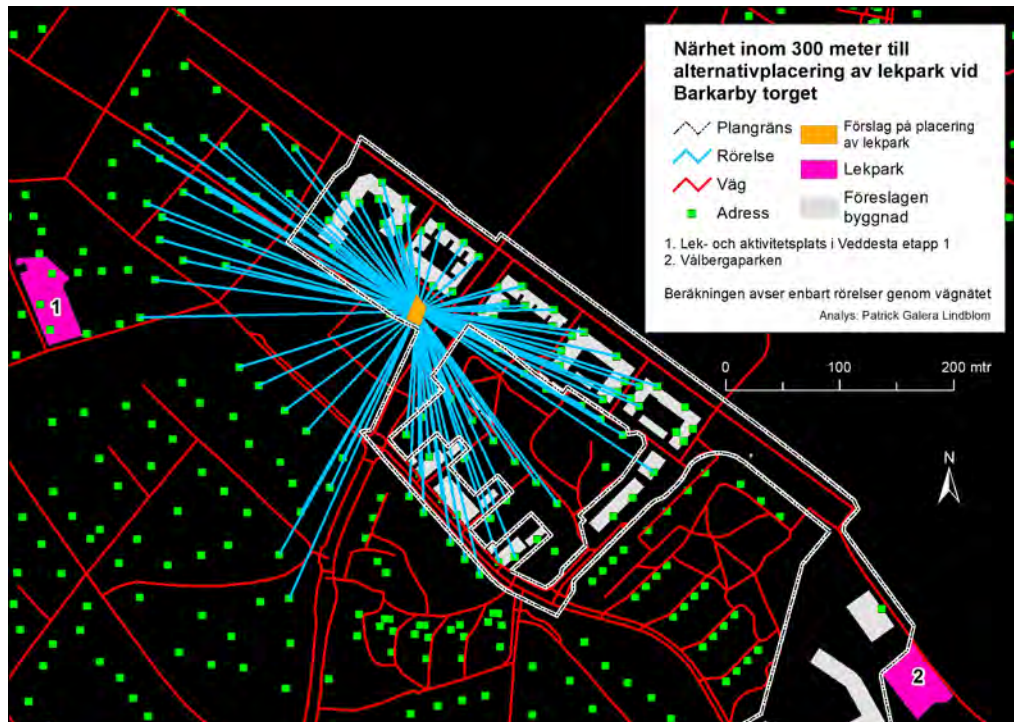 Närhet inom 300 meter till
alternativplacering av lekpark vid
Barkarby torget
Plangräns
Rörelse
Väg
Adress
Förslag på placering
av lekpark
Lekpark
Föreslagen
byggnad
1. Lek- och aktivitetsplats i Veddesta etapp 1
2. Vålbergaparken
Beräkningen avser enbart rörelser genom vägnätet
Analys: Patrick Galera Lindblom
0 100 200 mtr
N
1
2